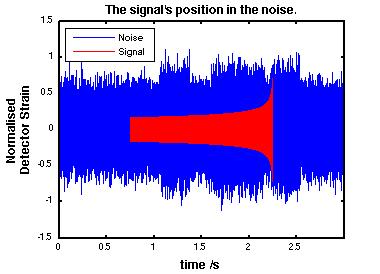 The signal's position in the noise.
Noise
Signal
Normalised
Detector Strain
1.5
1
0.5
0
-0.5
-1
-1.5
0
0.5
1
1.5
2
2.5
time /s